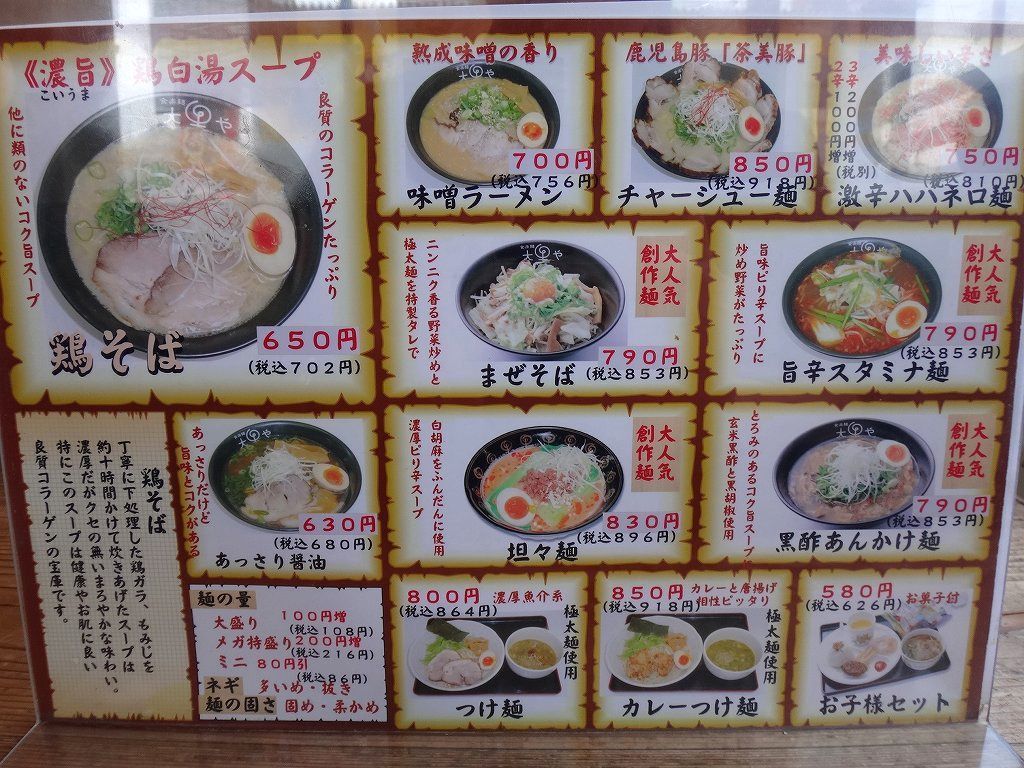 《濃旨》鶏白湯スープ
こいうま
良質のコラーゲンたっぷり
他に類のないコク旨スープ
650円
(税込702円)
鶏そば
熟成味噌の香り
700円
(税込756円)
味噌ラーメン
鹿児島豚「茶美豚」
850円
(税込918円)
チャーシュー麺
3辛200円増
2辛100円増
(税別)
750円
(税込810円)
激辛ハバネロ麺
大人気
創作麺
ニンニク香る野菜炒めと
極太麺を特製タレで
790円
まぜそば
(税込853円)
大人気
創作麺
旨味ピリ辛スープに
炒め野菜がたっぷり
790円
(税込853円)
旨辛スタミナ麺
鶏そば
丁寧に下処理した鶏ガラ、もみじを
約十時間かけて炊きあげたスープは
濃厚だがクセの無いまろやかな味わい。
特にこのスープは健康やお肌に良い
良質コラーゲンの宝庫です。
あっさりだけど
旨味とコクがある
630円
(税込680円)
あっさり醤油
大人気
創作麺
白胡麻をふんだんに使用
濃厚ピリ辛スープ
830円
(税込896円)
坦々麺
大人気
創作麺
とろみのあるコク旨スープに
玄米黒酢と黒胡椒使用
790円
(税込853円)
黒酢あんかけ麺
麺の量
大盛り 100円増
(税込108円)
メガ特盛り200円増
(税込216円)
ミニ 80円引
(税込86円)
ネギ 多いめ・抜き
麺の固さ 固め・柔かめ
800円 濃厚魚介系
(税込864円)
極太麺使用
つけ麺
850円 カレーと唐揚げ
(税込918円) 相性ピッタリ
極太麺使用
カレーつけ麺
580円
(税込626円) お菓子付
お子様セット